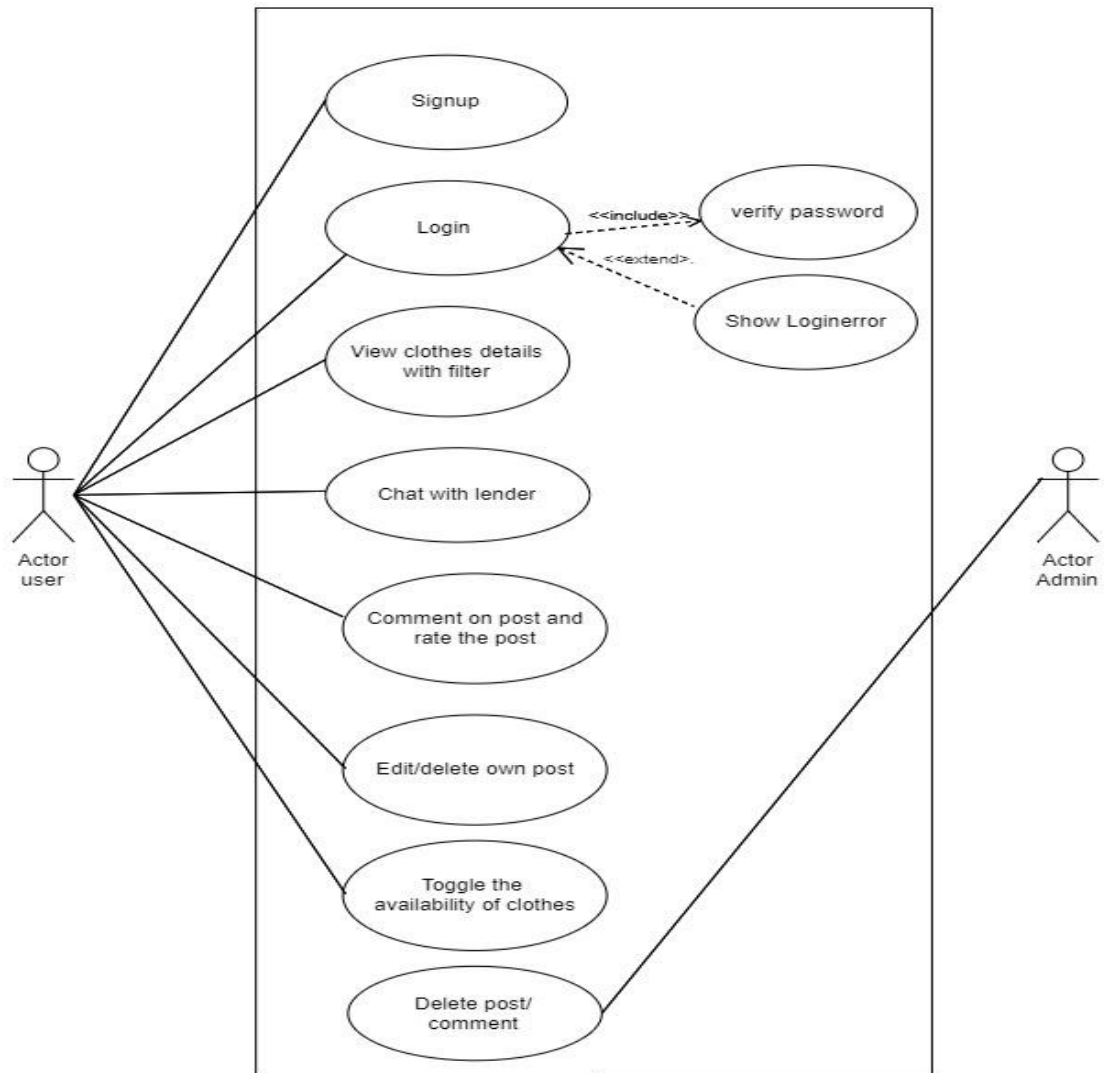 Signup
Login
<<include>>
verify password
<<extend>.
Show Loginerror
View clothes details
with filter
Chat with lender
Actor
user
Actor
Admin
Comment on post and
rate the post
Edit/delete own post
Toggle the
availability of clothes
Delete post/
comment